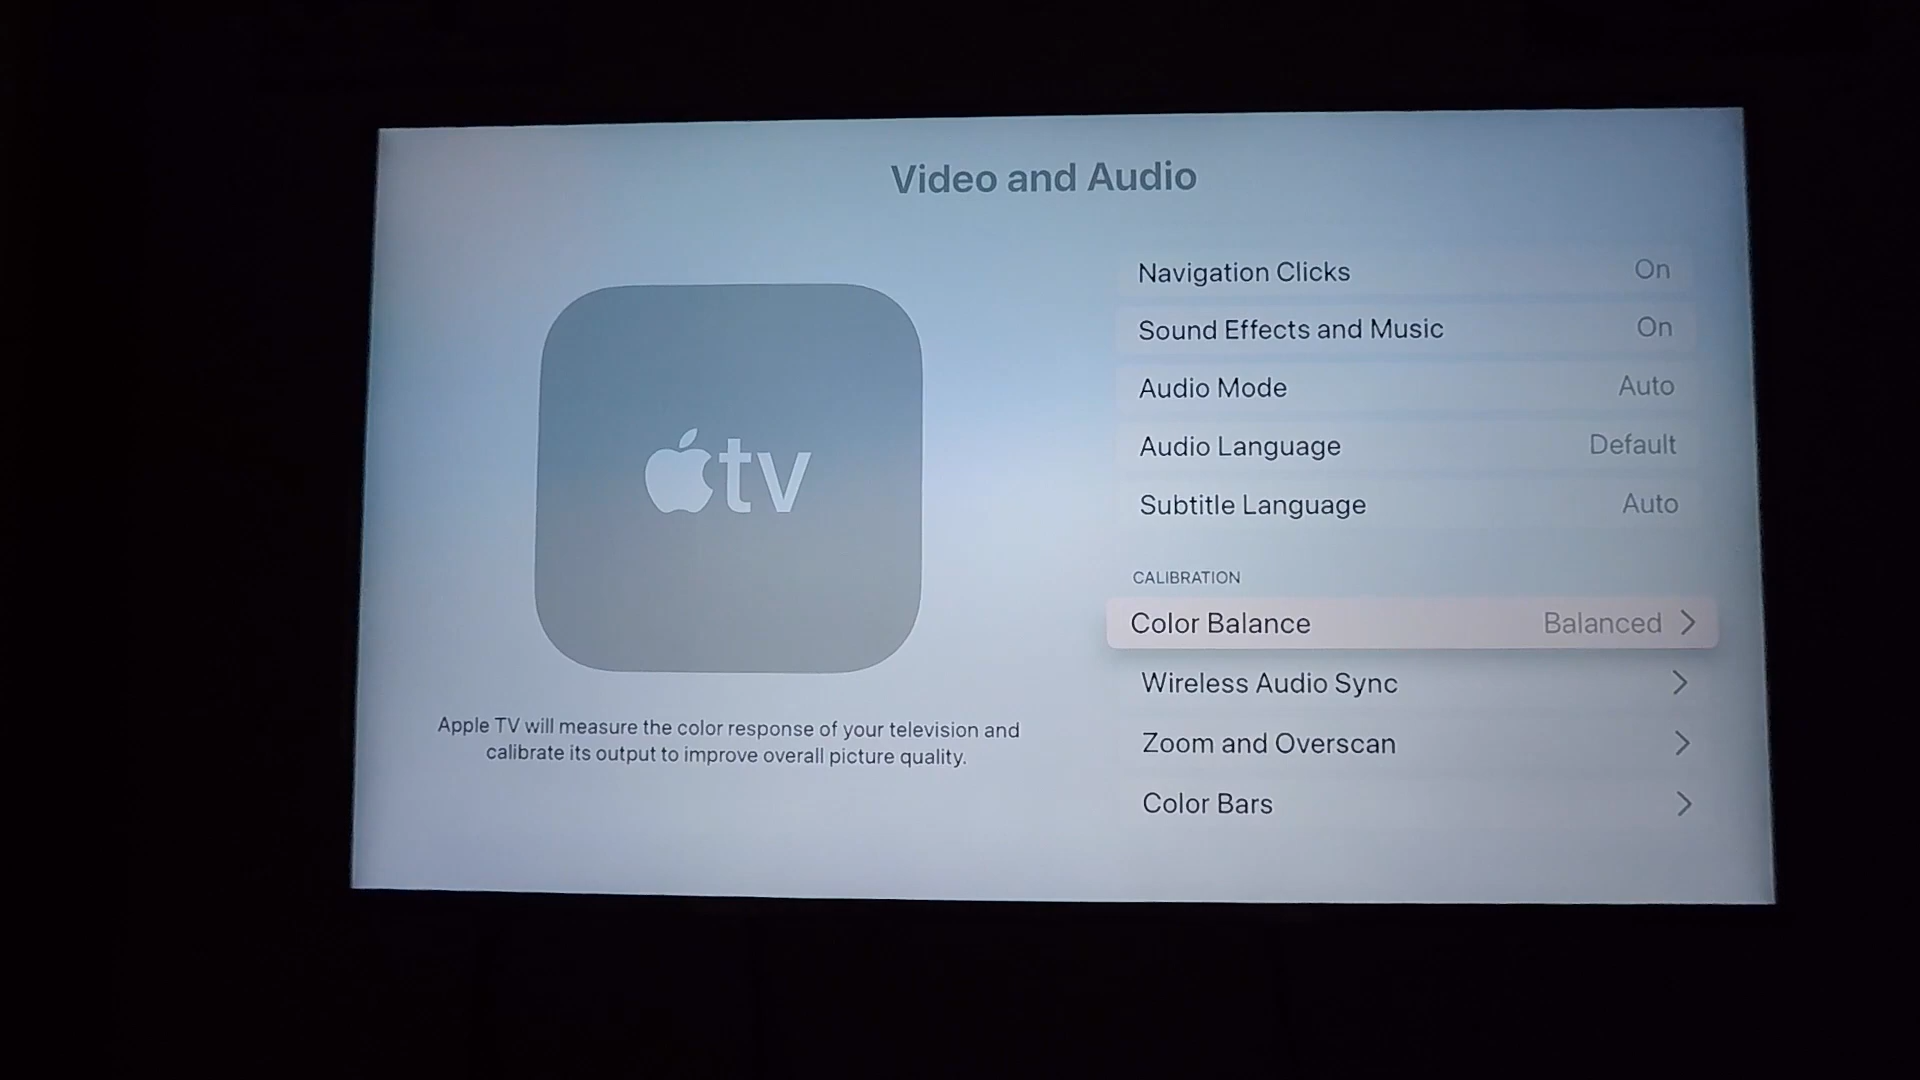 Video and Audio
tv
Apple TV will measure the color response of your television and
calibrate its output to improve overall picture quality.
Navigation Clicks On
Sound Effects and Music On
Audio Mode Auto
Audio Language Default
Subtitle Language Auto
CALIBRATION
Color Balance Balanced
Wireless Audio Sync
Zoom and Overscan
Color Bars